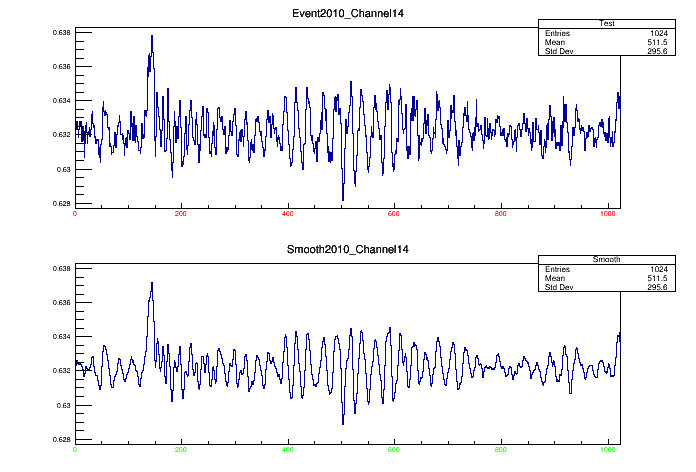 Event2010_Channel14
Test
Entries 1024
Mean 511.5
Std Dev 295.6
0.638
0.636
0.634
0.632
0.63
0.628
0 200 400 600 800 1000
Smooth2010_Channel14
Smooth
Entries 1024
Mean 511.5
Std Dev 295.6
0.638
0.636
0.634
0.632
0.63
0.628
0 200 400 600 800 1000